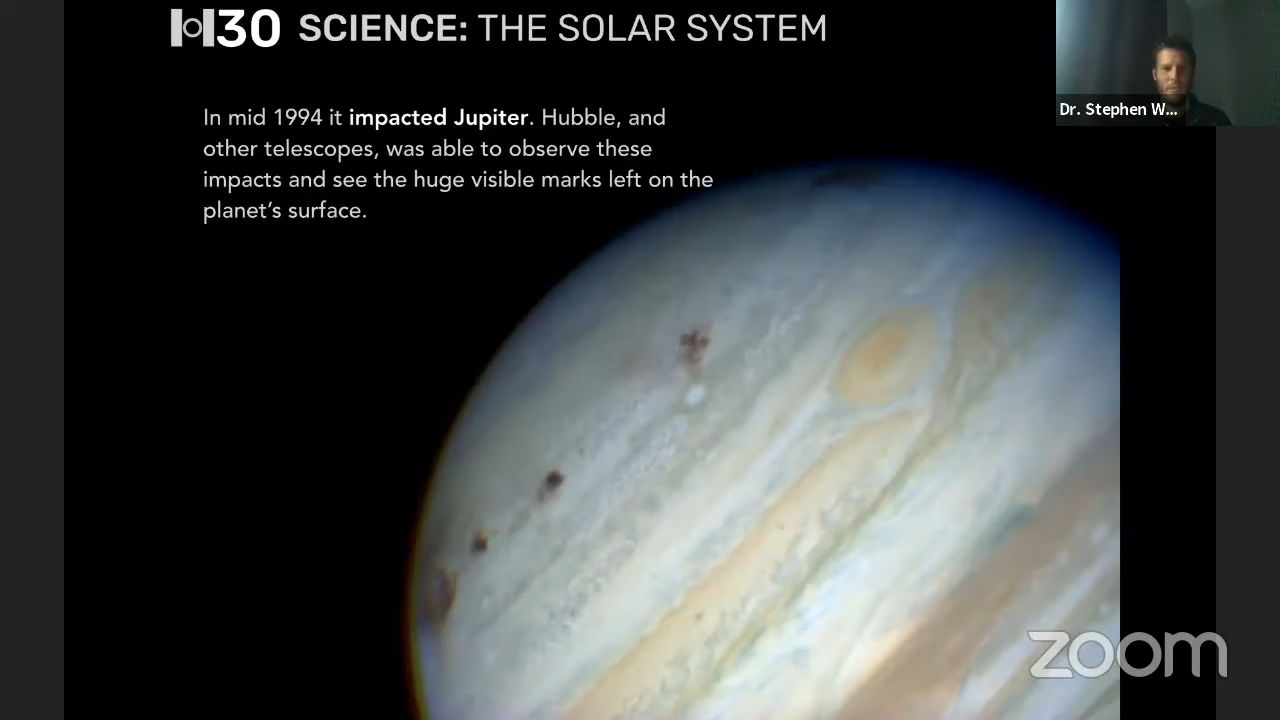 H30 SCIENCE: THE SOLAR SYSTEM
In mid 1994 it impacted Jupiter. Hubble, and
other telescopes, was able to observe these
impacts and see the huge visible marks left on the
planet’s surface.
Dr. Stephen W...
zoom